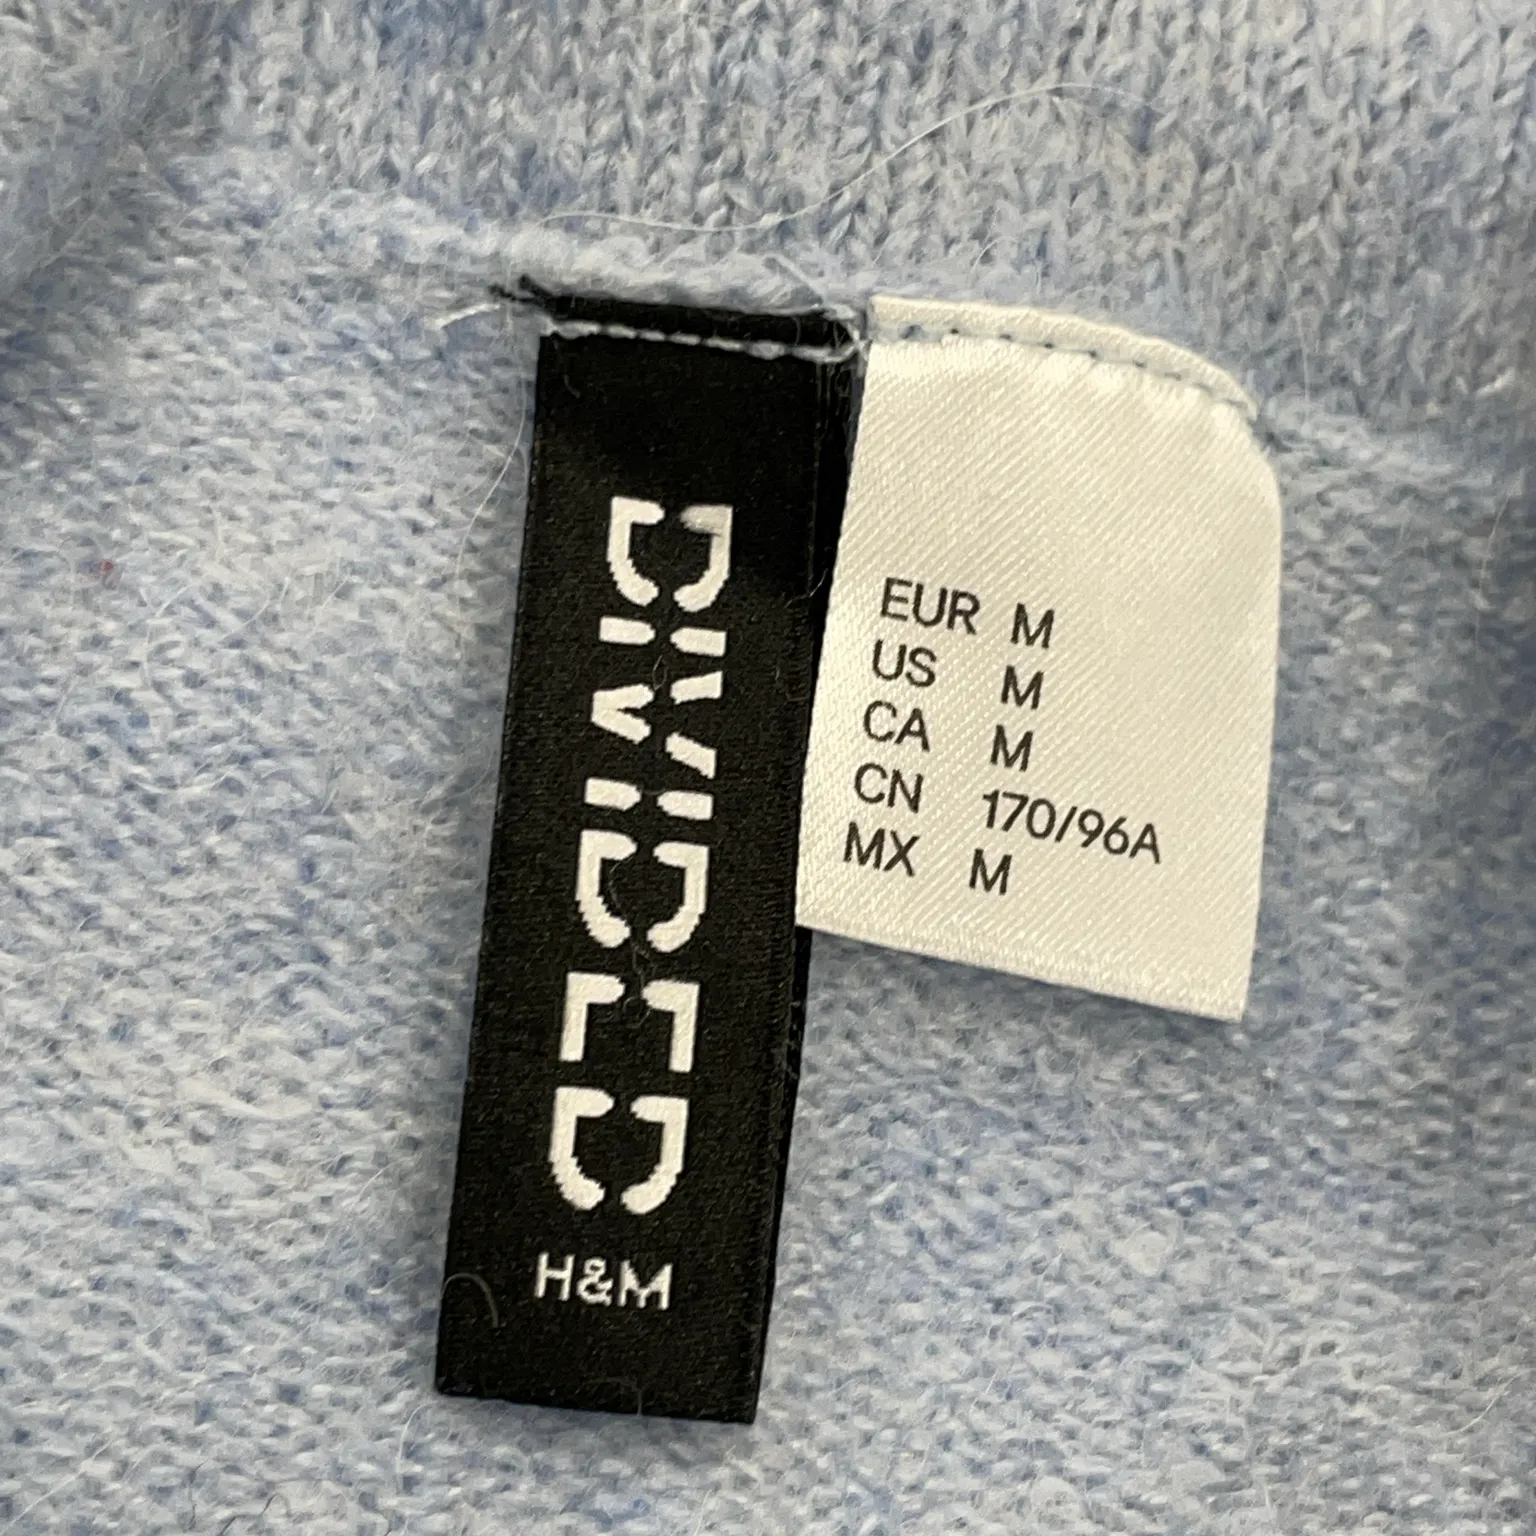 DIVIDED
H&M
EUR M
US M
CA M
CN 170/96A
MX M